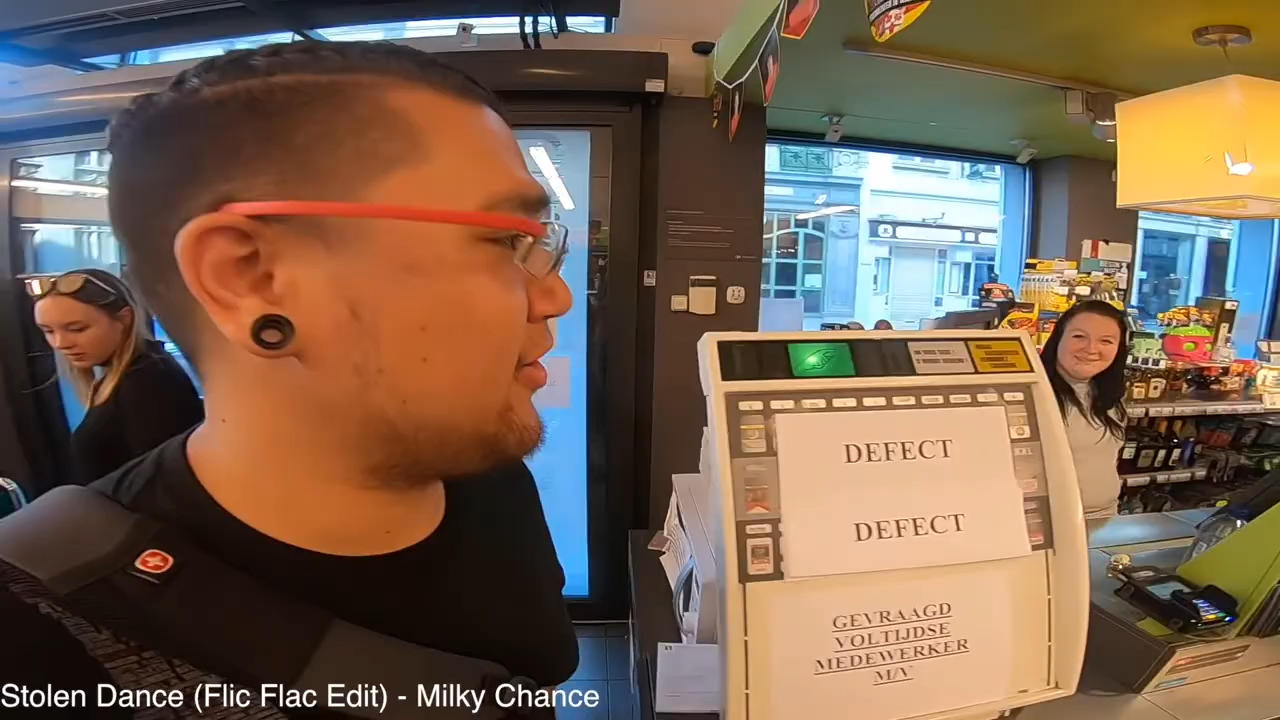 DEFECT
DEFECT
GEVRAAGD
VOLTIJDSE
MEDEWERKER
M/V
Stolen Dance (Flic Flac Edit) - Milky Chance